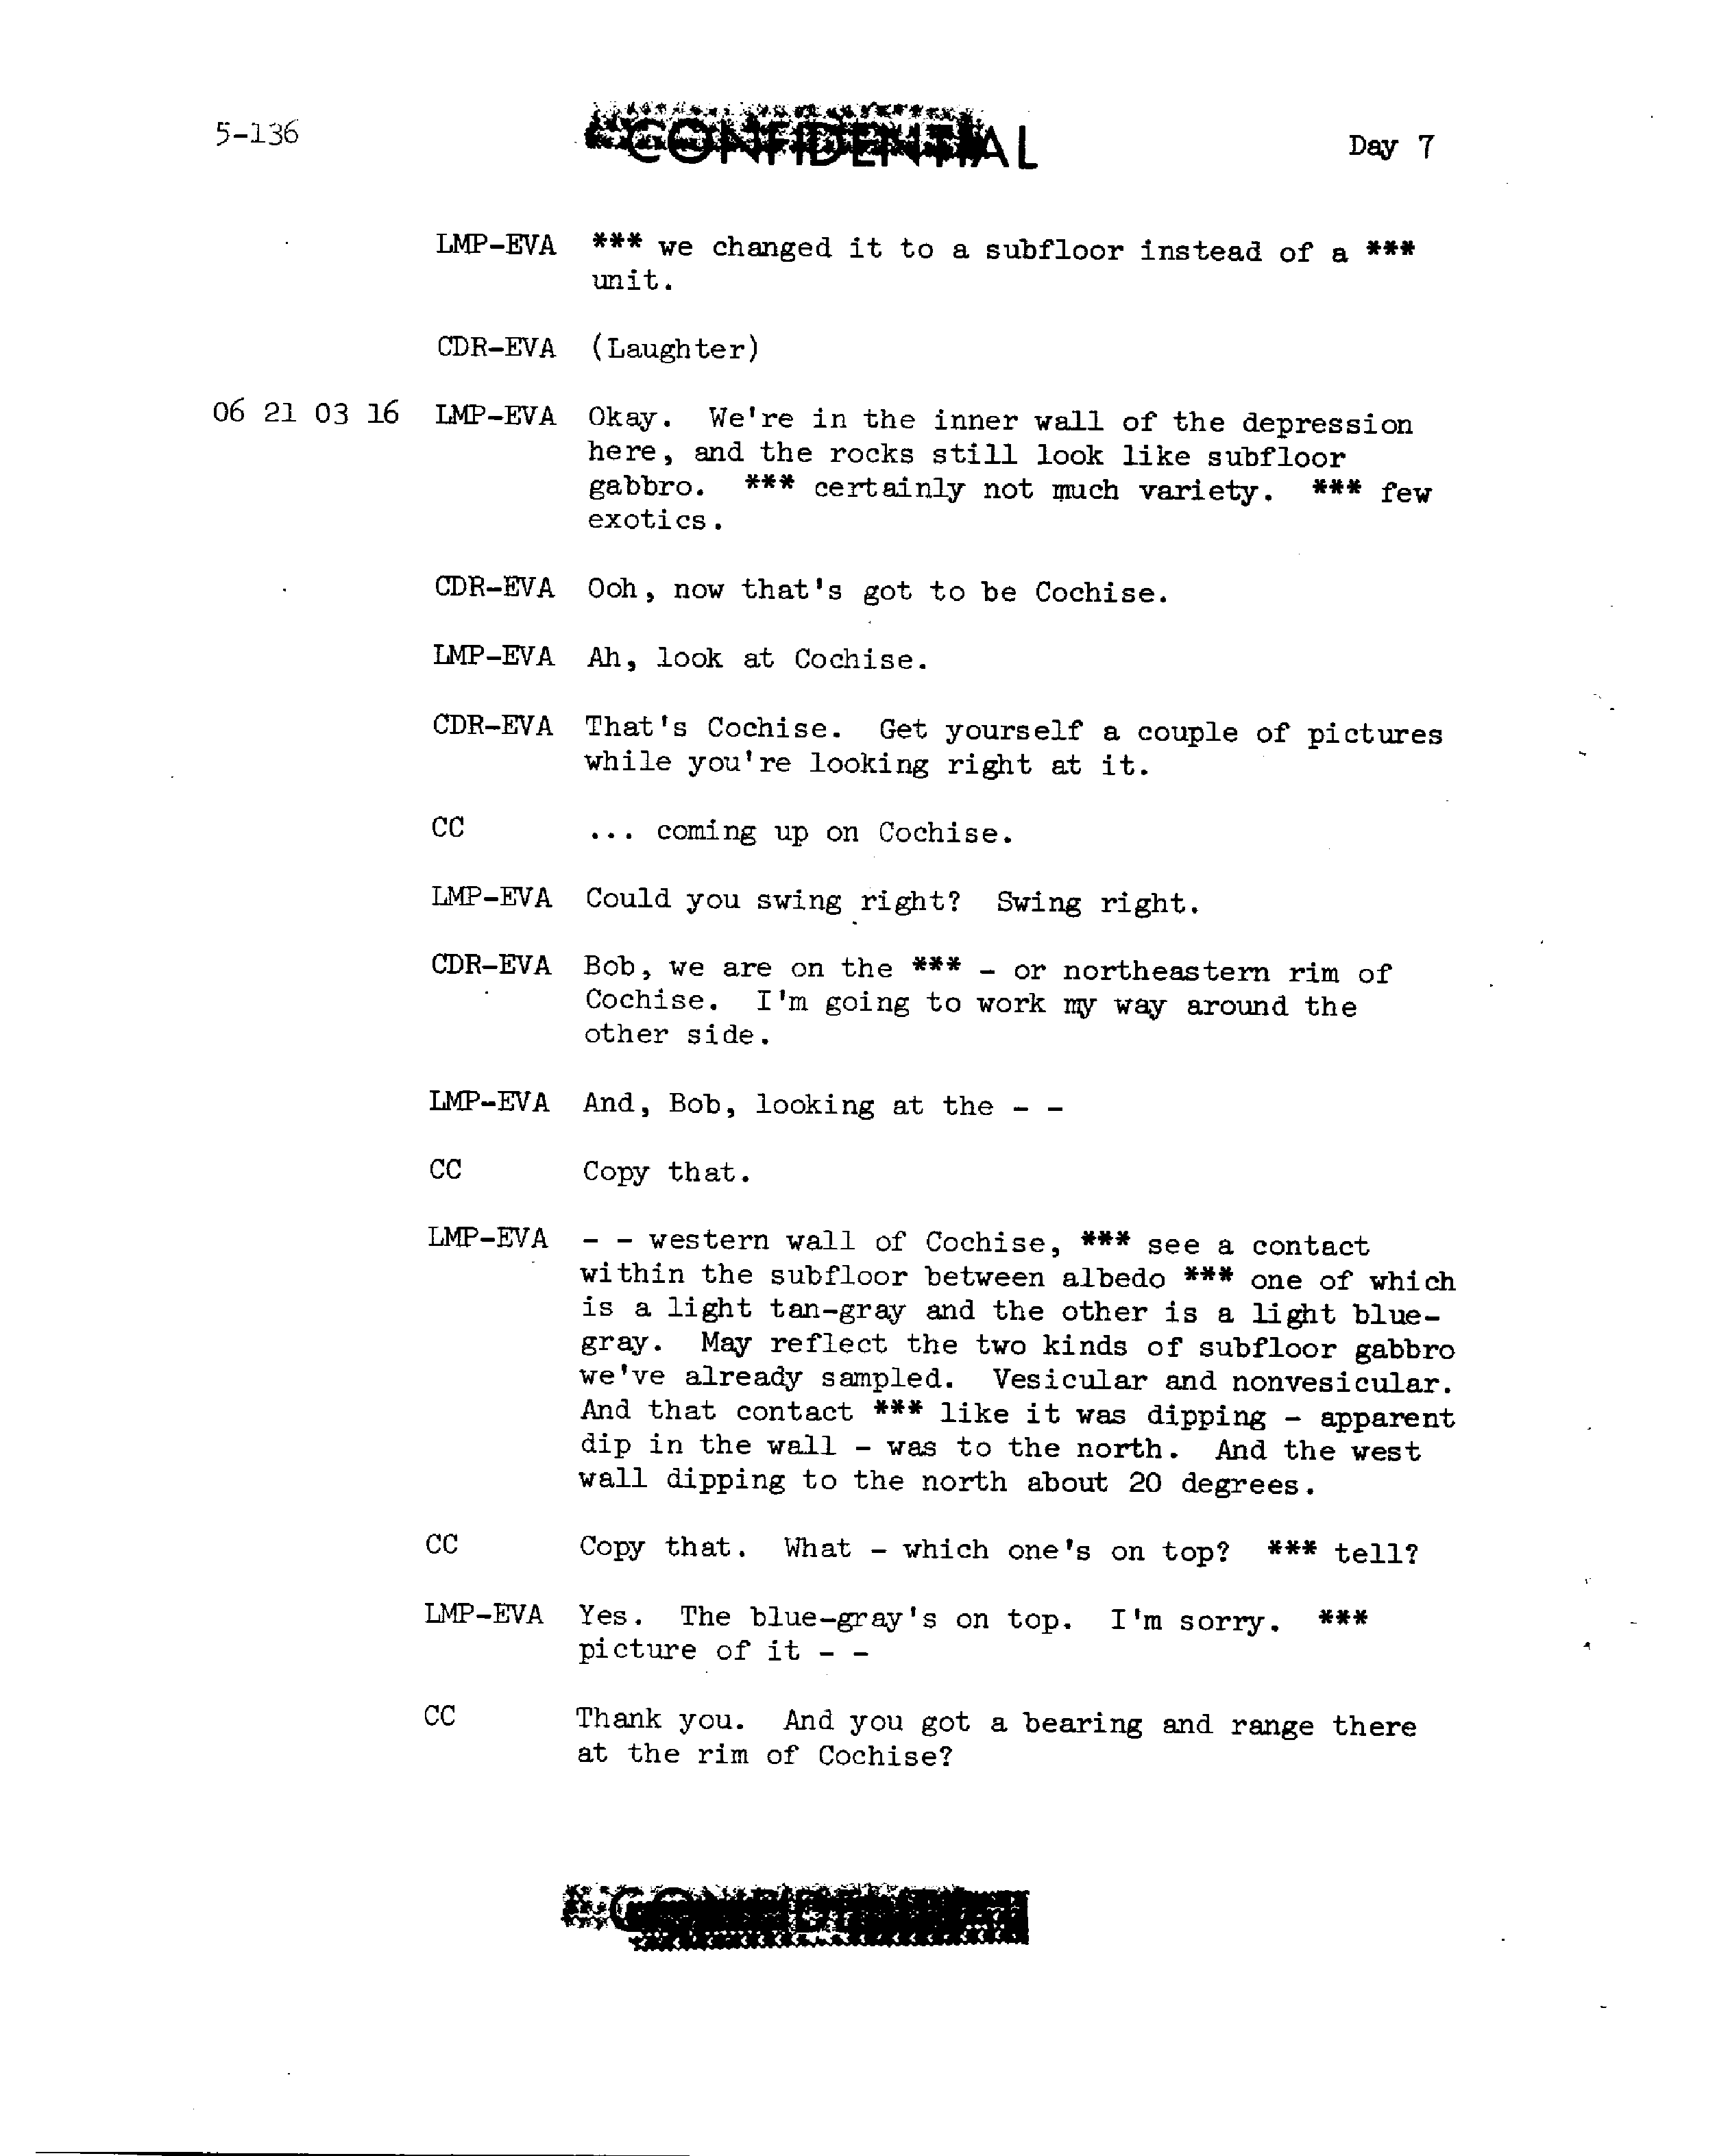 5-136
CONFIDENTIAL
Day 7
LMP-EVA *** we changed it to a subfloor instead of a ***
unit.
CDR-EVA (Laughter)
06 21 03 16 LMP-EVA Okay. We're in the inner wall of the depression
here, and the rocks still look like subfloor
gabbro. *** certainly not much variety. *** few
exotics.
CDR-EVA Ooh, now that's got to be Cochise.
LMP-EVA Ah, look at Cochise.
CDR-EVA That's Cochise. Get yourself a couple of pictures
while you're looking right at it.
CC ... coming up on Cochise.
LMP-EVA Could you swing right? Swing right.
CDR-EVA Bob, we are on the *** - or northeastern rim of
Cochise. I'm going to work my way around the
other side.
LMP-EVA And, Bob, looking at the - -
CC Copy that.
LMP-EVA - - western wall of Cochise, *** see a contact
within the subfloor between albedo *** one of which
is a light tan-gray and the other is a light blue-
gray. May reflect the two kinds of subfloor gabbro
we've already sampled. Vesicular and nonvesicular.
And that contact *** like it was dipping - apparent
dip in the wall - was to the north. And the west
wall dipping to the north about 20 degrees.
CC Copy that. What - which one's on top? *** tell?
LMP-EVA Yes. The blue-gray's on top. I'm sorry. ***
picture of it - -
CC Thank you. And you got a bearing and range there
at the rim of Cochise?
CONFIDENTIAL